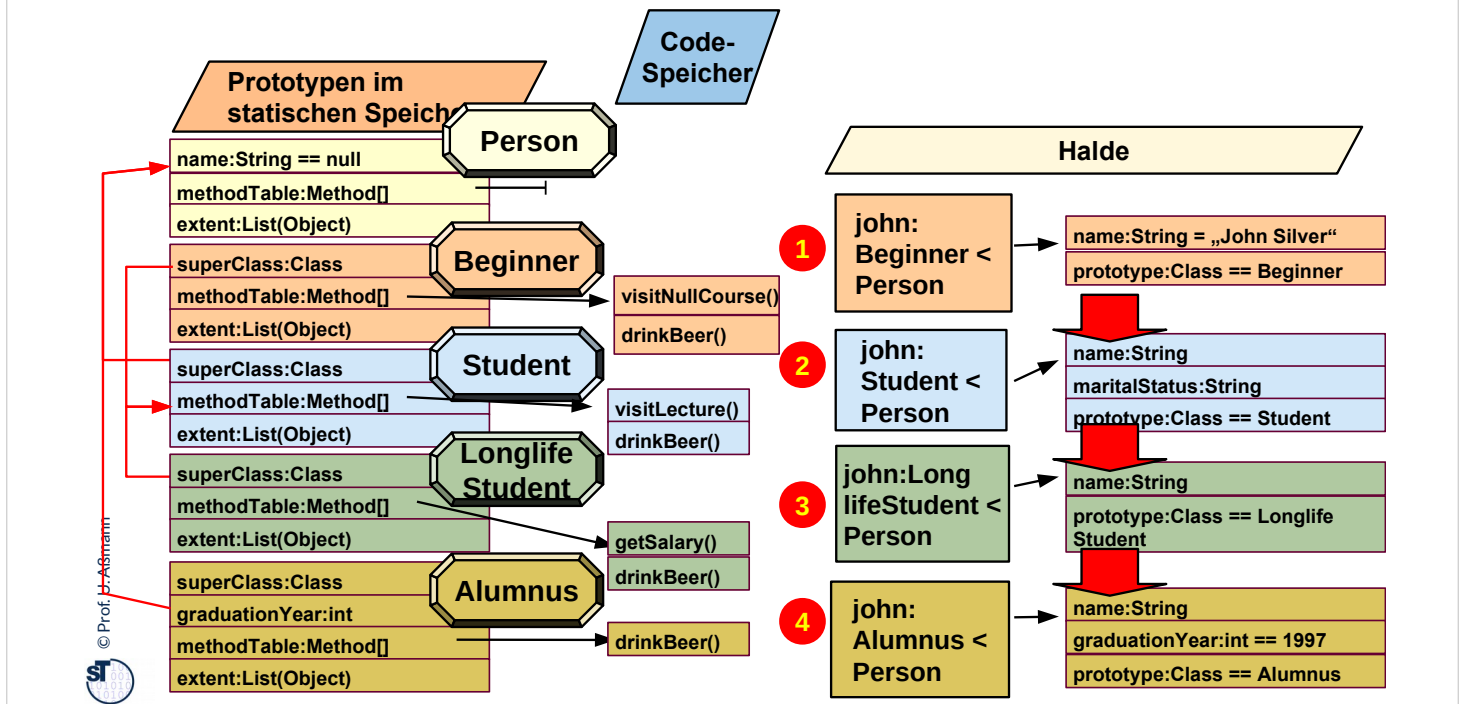 Prototypen im
statischen Speiche
Person
name:String == null
methodTable:Method[]
extent:List(Object)
Beginner
superClass:Class
methodTable:Method[]
extent:List(Object)
Student
superClass:Class
methodTable:Method[]
extent:List(Object)
Longlife
Student
superClass:Class
methodTable:Method[]
extent:List(Object)
Alumnus
superClass:Class
graduationYear:int
methodTable:Method[]
extent:List(Object)
Code-
Speicher
visitNullCourse()
drinkBeer()
visitLecture()
drinkBeer()
getSalary()
drinkBeer()
drinkBeer()
Halde
1
john:
Beginner <
Person
name:String = „John Silver“
prototype:Class == Beginner
2
john:
Student <
Person
name:String
maritalStatus:String
prototype:Class == Student
3
john:Long
lifeStudent <
Person
name:String
prototype:Class == Longlife
Student
4
john:
Alumnus <
Person
name:String
graduationYear:int == 1997
prototype:Class == Alumnus
© Prof. U. Aßmann
ST